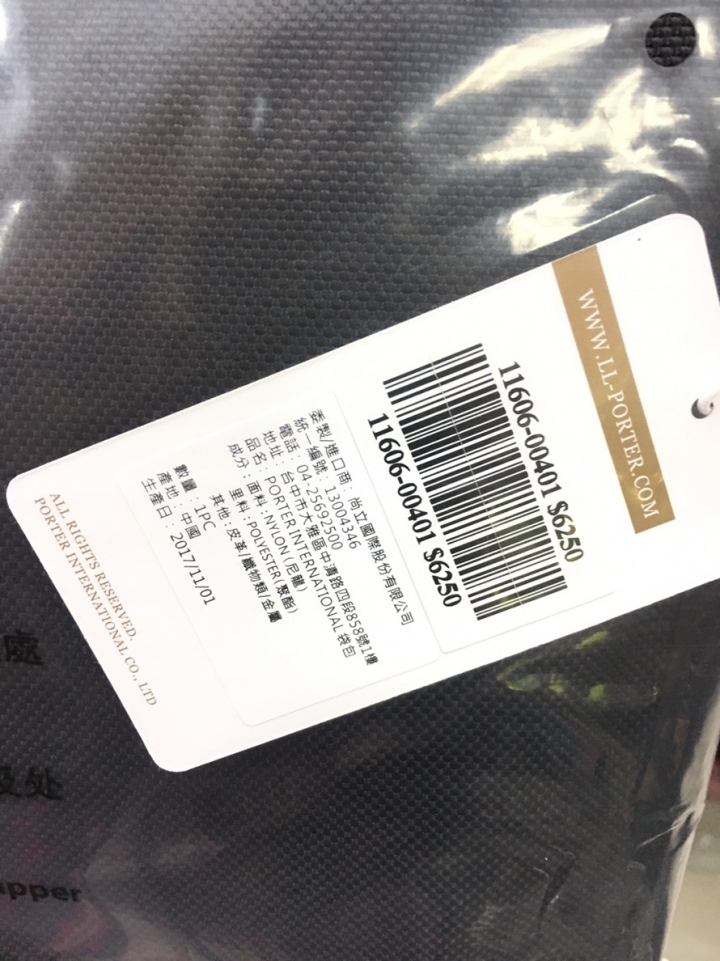 WWW.LL-PORTER.COM
11606-00401 $6250
11606-00401 $6250
委製/進口商：尚立國際股份有限公司
統一編號：13004346
電話：04-25692500
地址：台中市大雅區中清路四段858號1樓
品名：PORTER INTERNATIONAL 袋包
成分：面料：NYLON(尼龍)
裏料：POLYESTER(聚酯)
其他：皮革/織物類/金屬
數量：1PC
產地：中國
生產日：2017/11/01
ALL RIGHTS RESERVED.
PORTER INTERNATIONAL CO., LTD
處
及处
pper